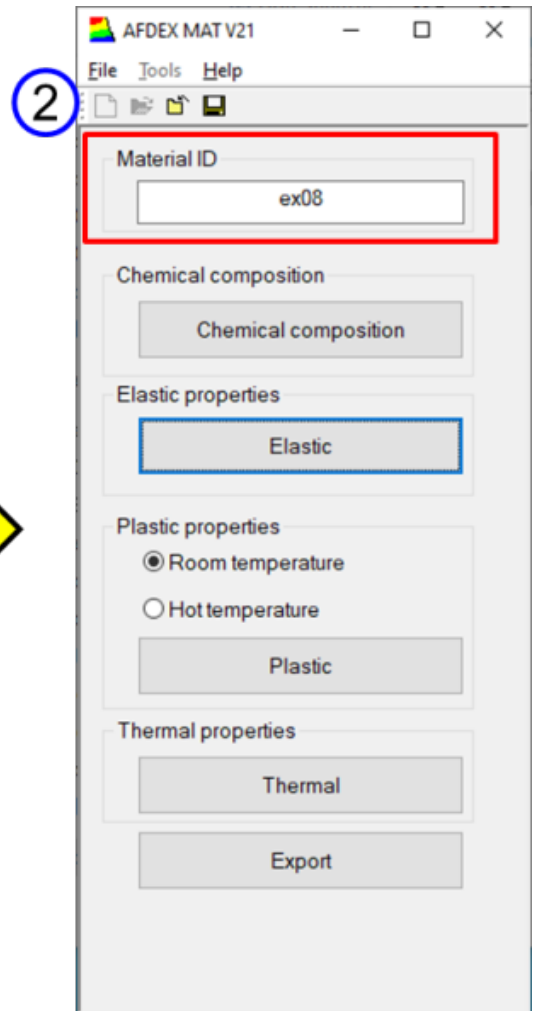 AFDEX MAT V21
File Tools Help
2
Material ID
ex08
Chemical composition
Chemical composition
Elastic properties
Elastic
Plastic properties
Room temperature
Hot temperature
Plastic
Thermal properties
Thermal
Export